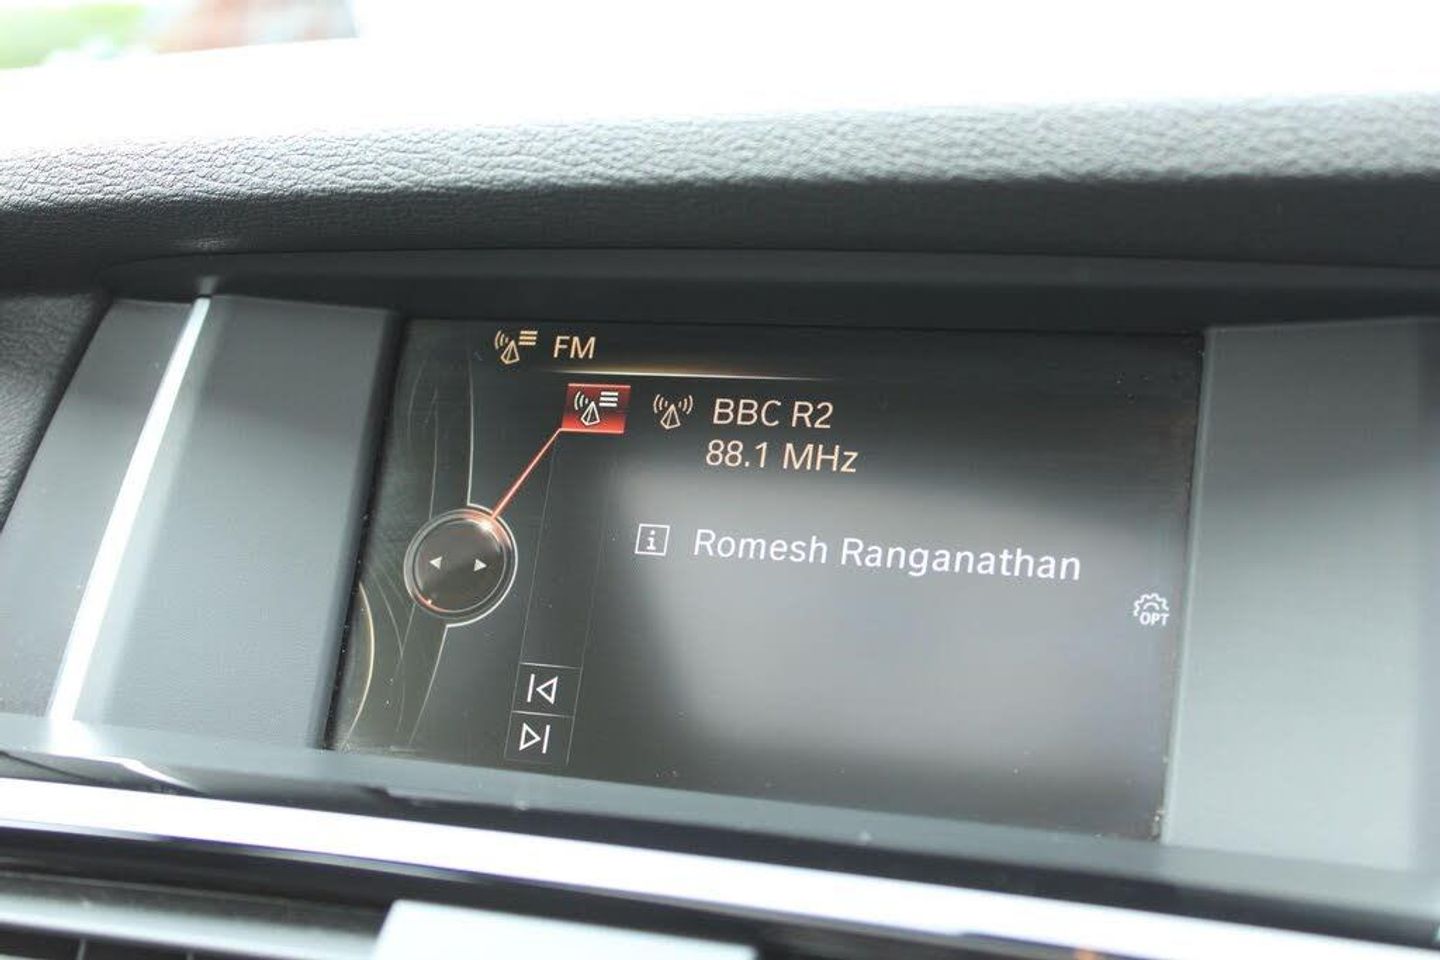 FM
BBC R2
88.1 MHz
i Romesh Ranganathan
OPT